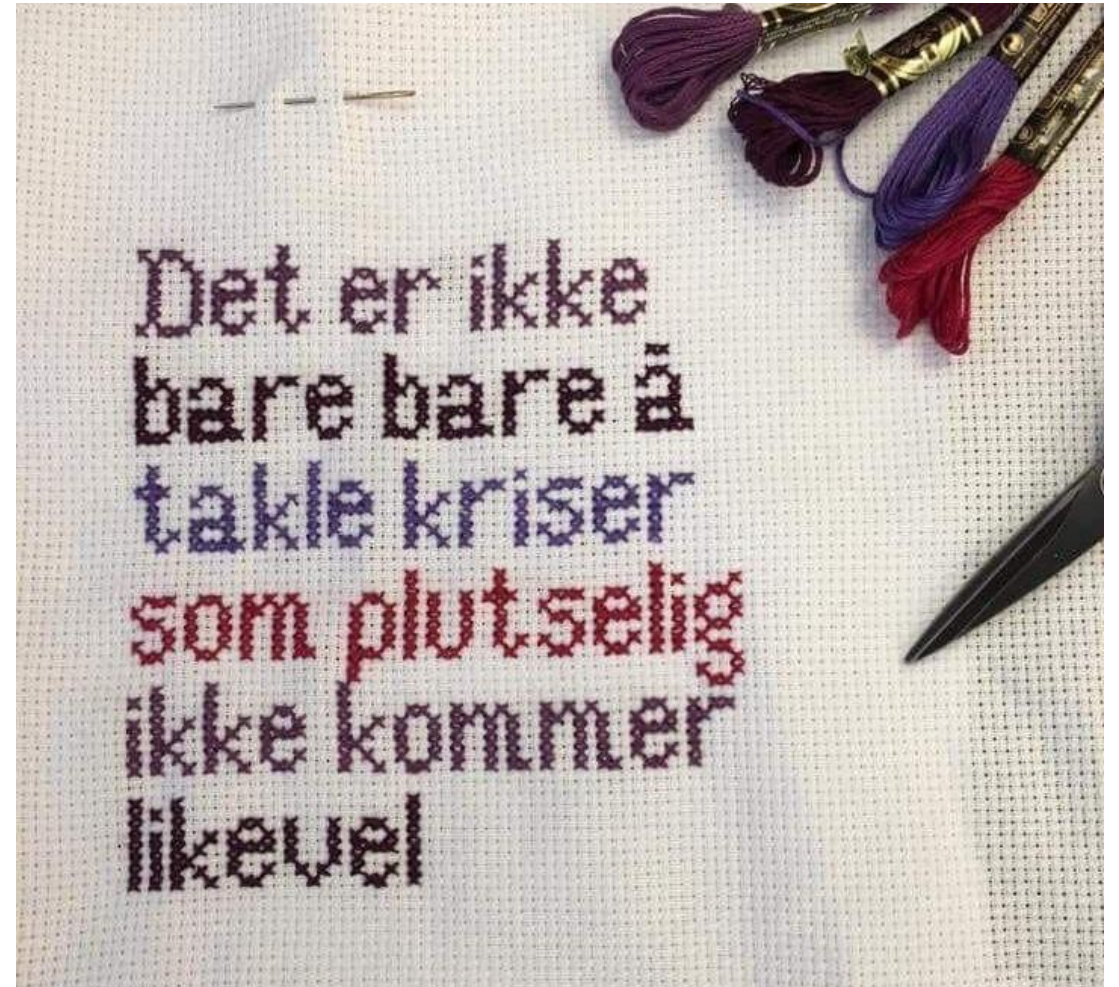 Det er ikke
bare bare å
takle kriser
som plutselig
ikke kommer
likevel